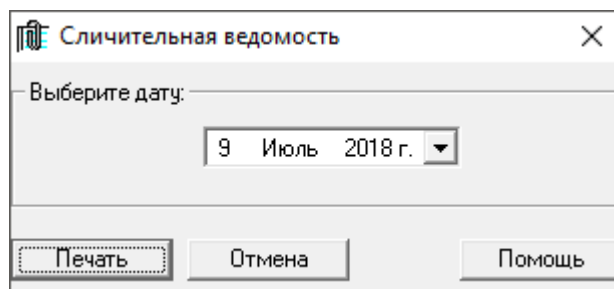 Сличительная ведомость
Выберите дату:
9 Июль 2018 г.
Печать Отмена Помощь